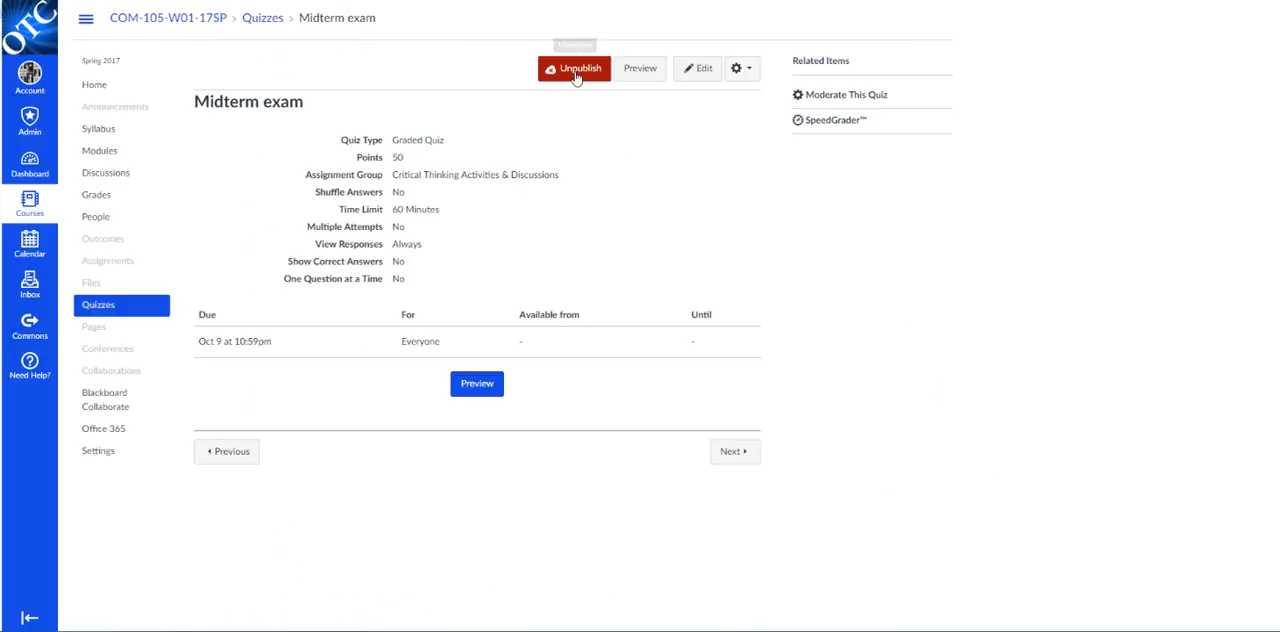 OTC
Account
Admin
Dashboard
Courses
Calendar
Inbox
Commons
Need Help?
COM-105-W01-17SP › Quizzes › Midterm exam
Spring 2017
Home
Announcements
Syllabus
Modules
Discussions
Grades
People
Outcomes
Assignments
Files
Quizzes
Pages
Conferences
Collaborations
Blackboard
Collaborate
Office 365
Settings
Unpublish Preview Edit
Midterm exam
Quiz Type Graded Quiz
Points 50
Assignment Group Critical Thinking Activities & Discussions
Shuffle Answers No
Time Limit 60 Minutes
Multiple Attempts No
View Responses Always
Show Correct Answers No
One Question at a Time No
Due For Available from Until
Oct 9 at 10:59pm Everyone - -
Preview
Previous Next
Related Items
Moderate This Quiz
SpeedGrader™